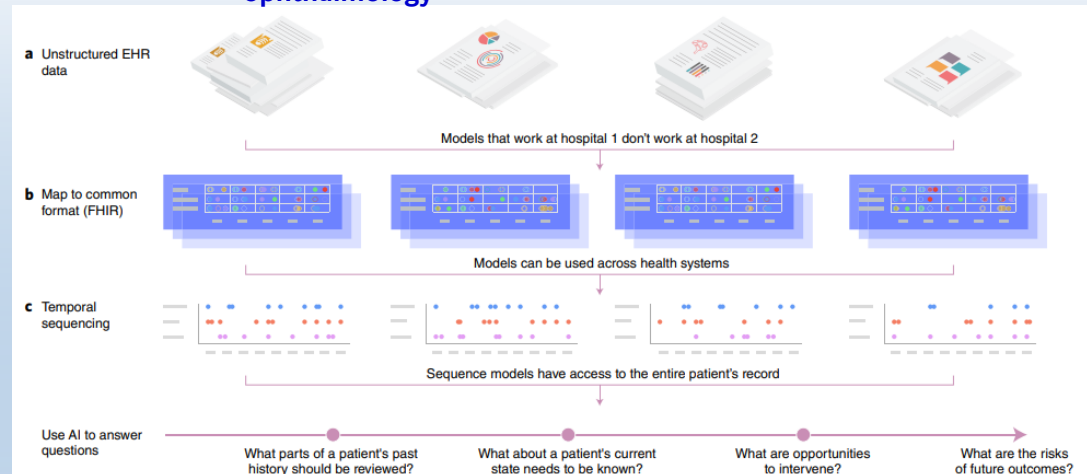 ophthalmology
a Unstructured EHR
data
Models that work at hospital 1 don't work at hospital 2
b Map to common
format (FHIR)
Models can be used across health systems
c Temporal
sequencing
Sequence models have access to the entire patient's record
Use AI to answer
questions
What parts of a patient's past
history should be reviewed?
What about a patient's current
state needs to be known?
What are opportunities
to intervene?
What are the risks
of future outcomes?